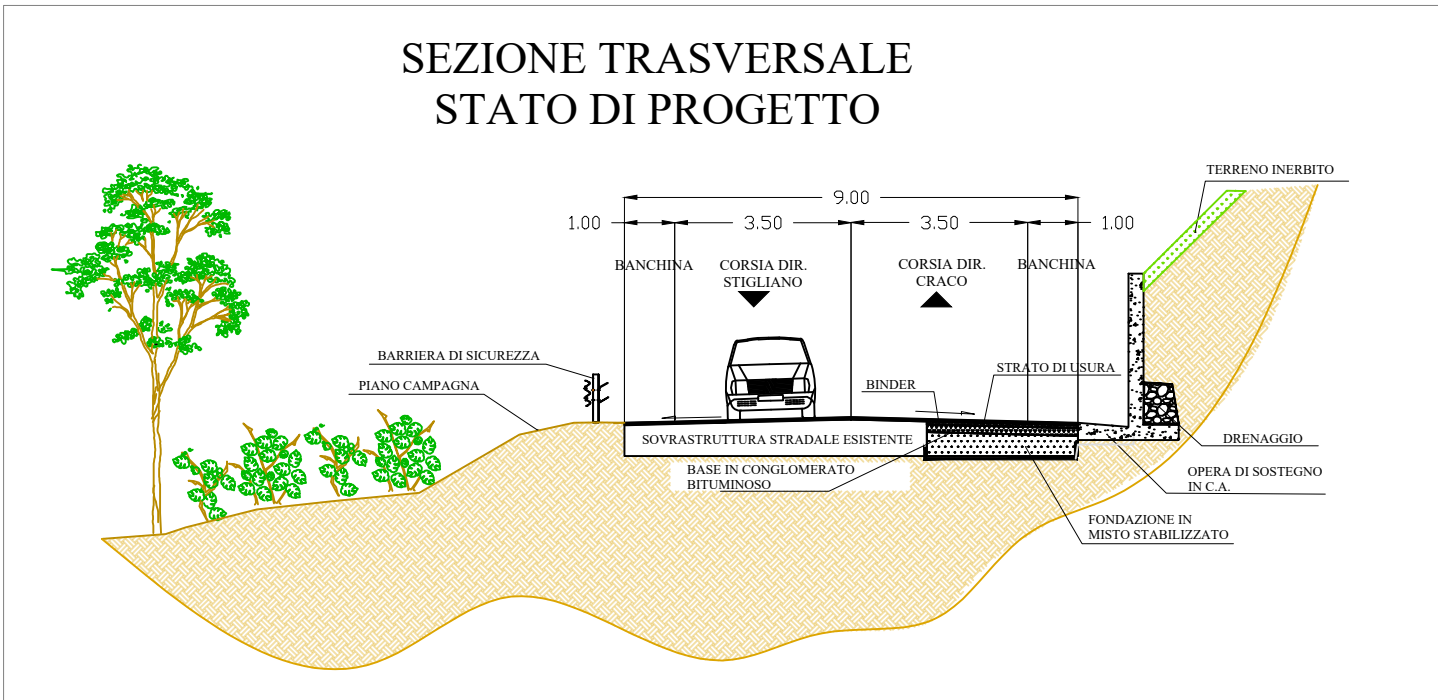 SEZIONE TRASVERSALE
STATO DI PROGETTO
TERRENO INERBITO
9.00
1.00 3.50 3.50 1.00
BANCHINA
CORSIA DIR.
STIGLIANO
CORSIA DIR.
CRACO
BANCHINA
BARRIERA DI SICUREZZA
PIANO CAMPAGNA
BINDER
STRATO DI USURA
SOVRASTRUTTURA STRADALE ESISTENTE
DRENAGGIO
BASE IN CONGLOMERATO
BITUMINOSO
OPERA DI SOSTEGNO
IN C.A.
FONDAZIONE IN
MISTO STABILIZZATO